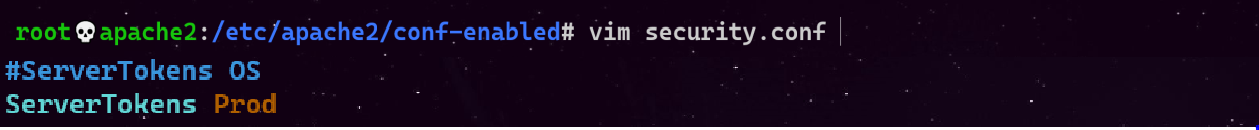 root💀apache2:/etc/apache2/conf-enabled# vim security.conf
#ServerTokens OS
ServerTokens Prod